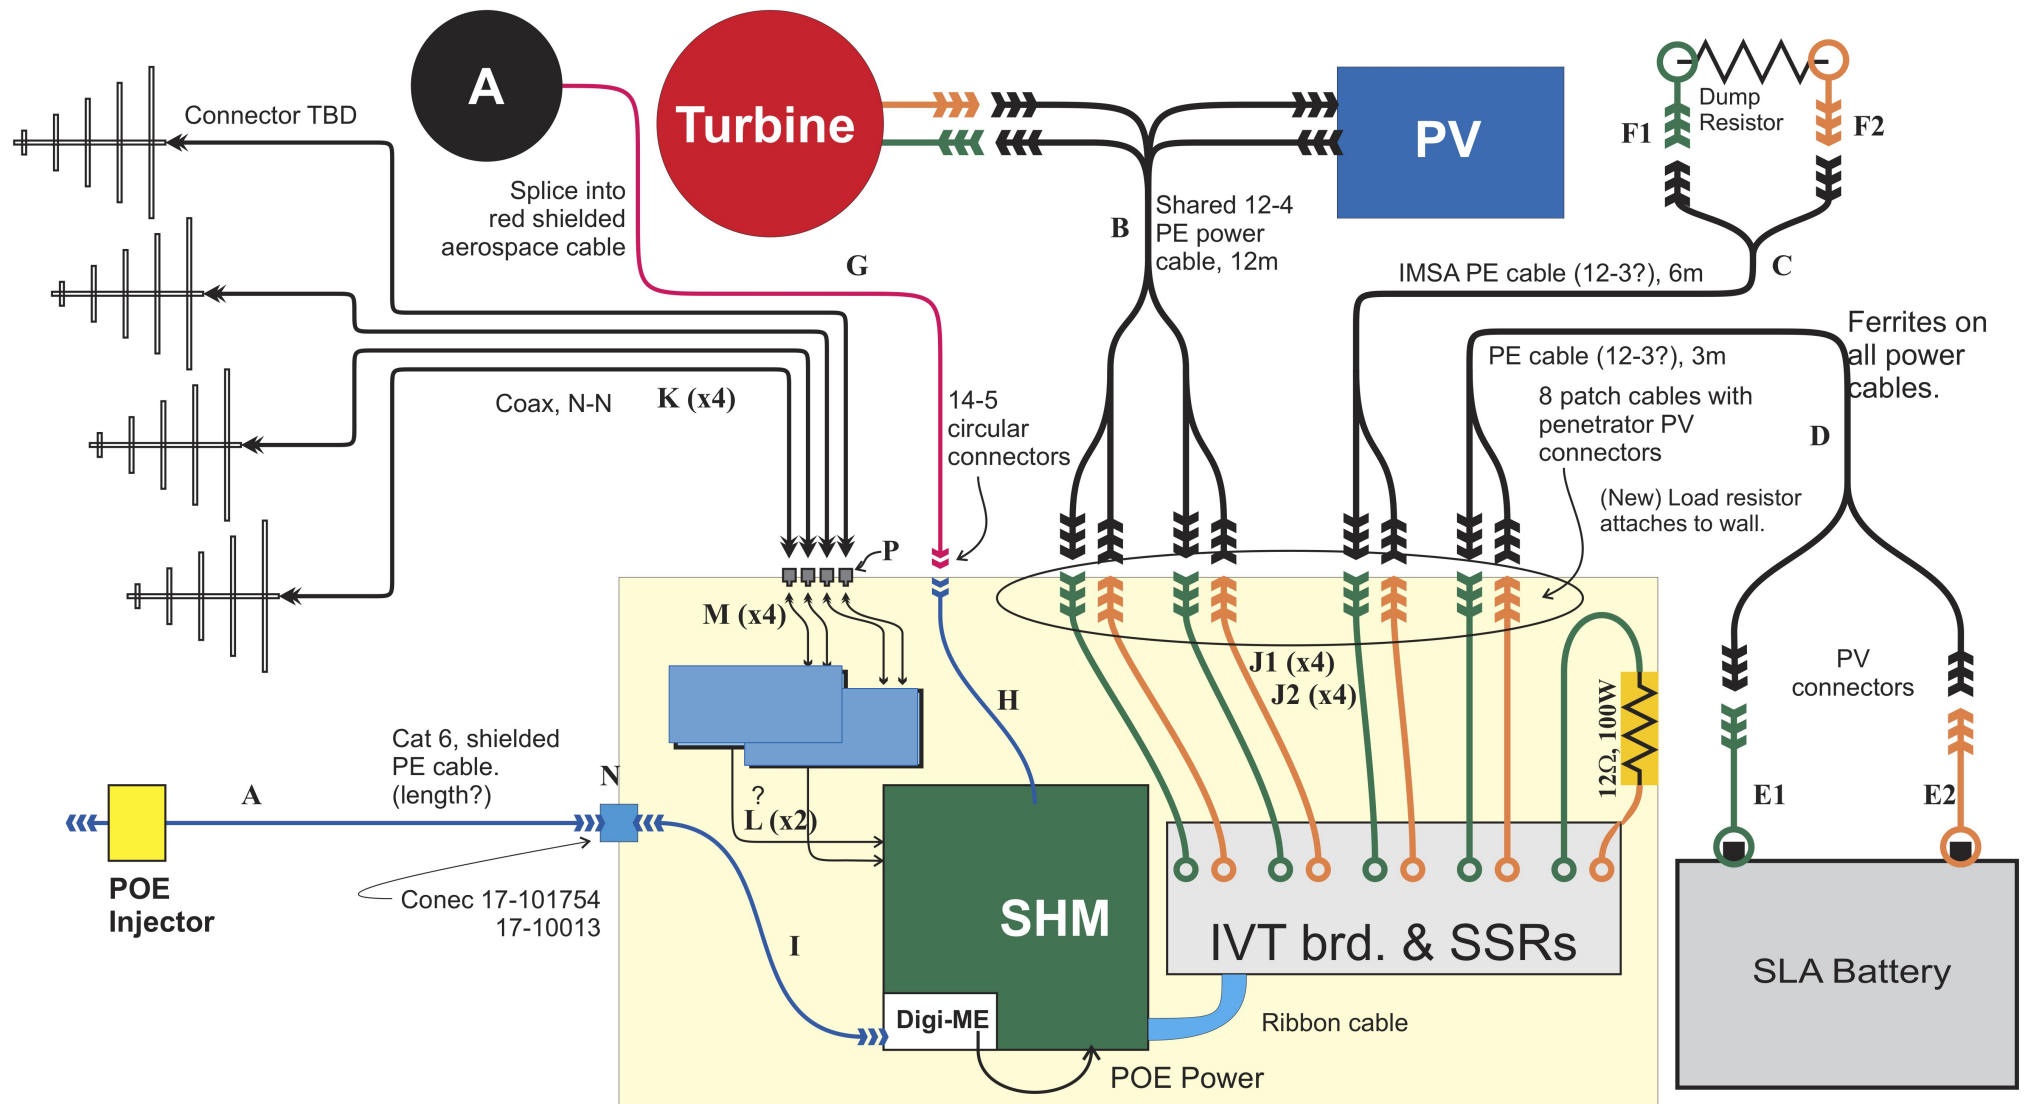 A
Turbine
PV
Connector TBD
Dump
Resistor
F1
F2
Splice into
red shielded
aerospace cable
G
B
Shared 12-4
PE power
cable, 12m
IMSA PE cable (12-3?), 6m
C
Ferrites on
all power
cables.
PE cable (12-3?), 3m
8 patch cables with
penetrator PV
connectors
D
(New) Load resistor
attaches to wall.
Coax, N-N
K (x4)
14-5
circular
connectors
P
M (x4)
H
J1 (x4)
J2 (x4)
12Ω, 100W
PV
connectors
Cat 6, shielded
PE cable.
(length?)
N
A
?
L (x2)
E1
E2
POE
Injector
Conec 17-101754
17-10013
I
SHM
IVT brd. & SSRs
SLA Battery
Digi-ME
Ribbon cable
POE Power